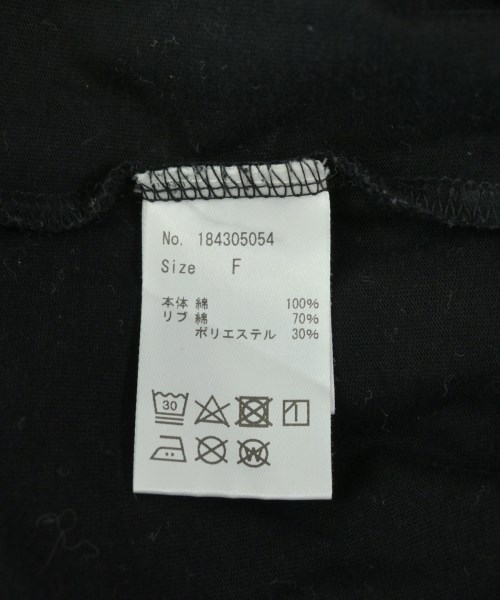 No. 184305054
Size F
本体 綿 100%
リブ 綿 70%
ポリエステル 30%
30
W